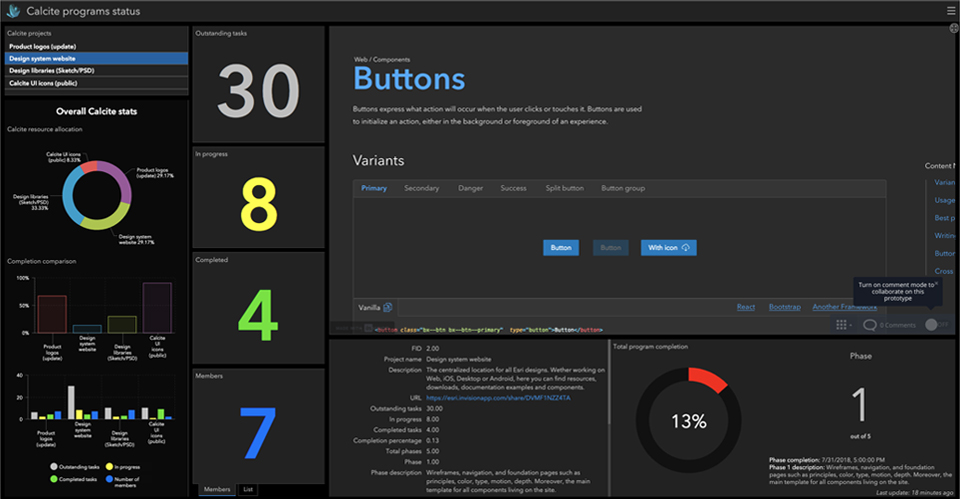 Calcite programs status
Calcite projects
Product logos (update)
Design system website
Design libraries (Sketch/PSD)
Calcite UI icons (public)
Overall Calcite stats
Calcite resource allocation
Calcite UI icons
(public) 8.33%
Product logos
(update) 29.17%
Design libraries
(Sketch/PSD)
33.33%
Design system
website 29.17%
Completion comparison
100%
50%
0%
Product
logos
(update)
Design
system
website
Design
libraries
(Sketch/PSD)
Calcite
UI
icons
(public)
40
20
0
Product
logos
(update)
Design
system
website
Design
libraries
(Sketch/PSD)
Calcite
UI
icons
(public)
Outstanding tasks
In progress
Completed tasks
Number of
members
Outstanding tasks
30
In progress
8
Completed
4
Members
7
Members
List
Web / Components
Buttons
Buttons express what action will occur when the user clicks or touches it. Buttons are used
to initialize an action, either in the background or foreground of an experience.
Variants
Primary Secondary Danger Success Split button Button group
Button Button With icon
Vanilla React Bootstrap Another Framework
<button class="bx--btn bx--btn--primary" type="button">Button</button>
Content
Varian
Usage
Best p
Writin
Button
Cross
Turn on comment mode to
collaborate on this
prototype
0 Comments
FID 2.00
Project name Design system website
Description The centralized location for all Esri designs. Wether working on
Web, iOS, Desktop or Android, here you can find resources,
downloads, documentation examples and components.
URL https://esri.invisionapp.com/share/DVMF1NZZ4TA
Outstanding tasks 30.00
In progress 8.00
Completed tasks 4.00
Completion percentage 0.13
Total phases 5.00
Phase 1.00
Phase description Wireframes, navigation, and foundation pages such as
principles, color, type, motion, depth. Moreover, the main
template for all components living on the site.
Total program completion
13%
Phase
1
out of 5
Phase completion: 7/31/2018, 5:00:00 PM
Phase 1 description: Wireframes, navigation, and foundation
pages such as principles, color, type, motion, depth. Moreover, the
main template for all components living on the site.
Last update: 18 minutes ago